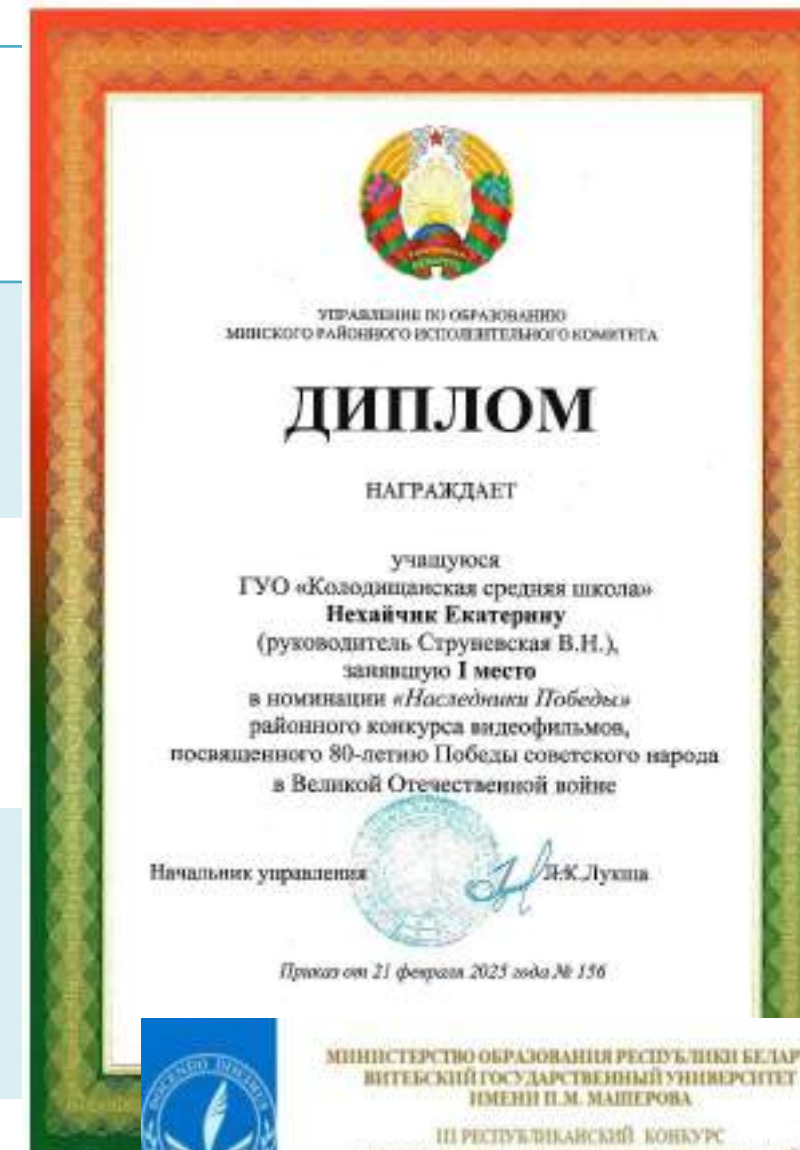 УПРАВЛЕНИЕ ПО ОБРАЗОВАНИЮ
МИНСКОГО РАЙОННОГО ИСПОЛНИТЕЛЬНОГО КОМИТЕТА
ДИПЛОМ
НАГРАЖДАЕТ
учащуюся
ГУО «Колодищанская средняя школа»
Нехайчик Екатерину
(руководитель Струневская В.Н.),
занявшую I место
в номинации «Наследники Победы»
районного конкурса видеофильмов,
посвященного 80-летию Победы советского народа
в Великой Отечественной войне
Начальник управления
Л.К.Лукша
Приказ от 21 февраля 2025 года № 156
DOCENDO DISCIMUS
МИНИСТЕРСТВО ОБРАЗОВАНИЯ РЕСПУБЛИКИ БЕЛАР
ВИТЕБСКИЙ ГОСУДАРСТВЕННЫЙ УНИВЕРСИТЕТ
ИМЕНИ П.М. МАШЕРОВА
III РЕСПУБЛИКАНСКИЙ КОНКУРС